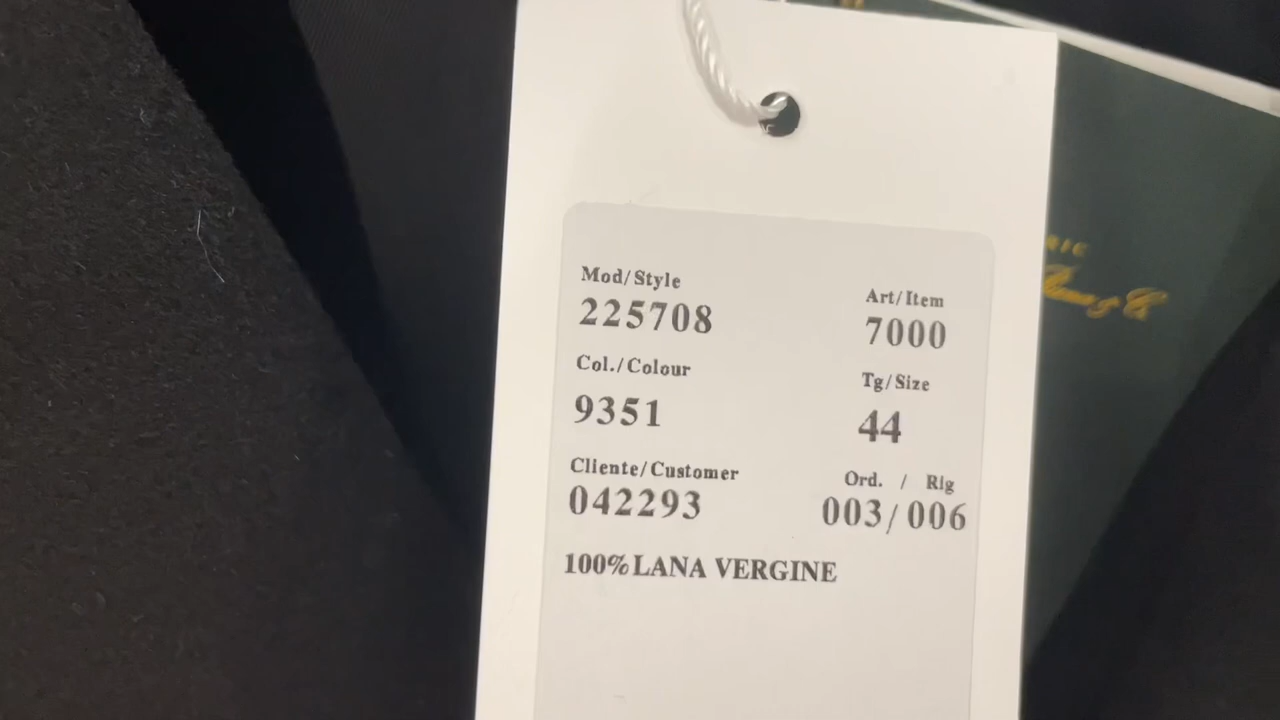 Mod/Style
225708
Art/Item
7000
Col./Colour
9351
Tg/Size
44
Cliente/Customer
042293
Ord. / Rig
003/006
100%LANA VERGINE